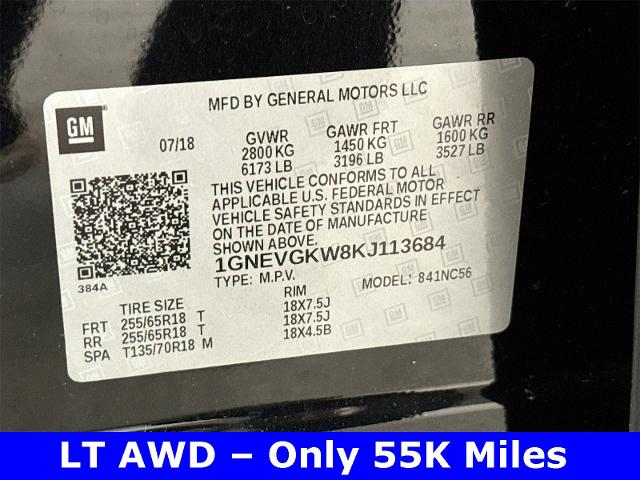 MFD BY GENERAL MOTORS LLC
GM
07/18 GVWR GAWR FRT GAWR RR
2800 KG 1450 KG 1600 KG
6173 LB 3196 LB 3527 LB
THIS VEHICLE CONFORMS TO ALL
APPLICABLE U.S. FEDERAL MOTOR
VEHICLE SAFETY STANDARDS IN EFFECT
ON THE DATE OF MANUFACTURE
SHOWN ABOVE.
1GNEVGKW8KJ113684
TYPE: M.P.V. MODEL: 841NC56
384A
TIRE SIZE RIM
FRT 255/65R18 T 18X7.5J
RR 255/65R18 T 18X7.5J
SPA T135/70R18 M 18X4.5B
LT AWD – Only 55K Miles